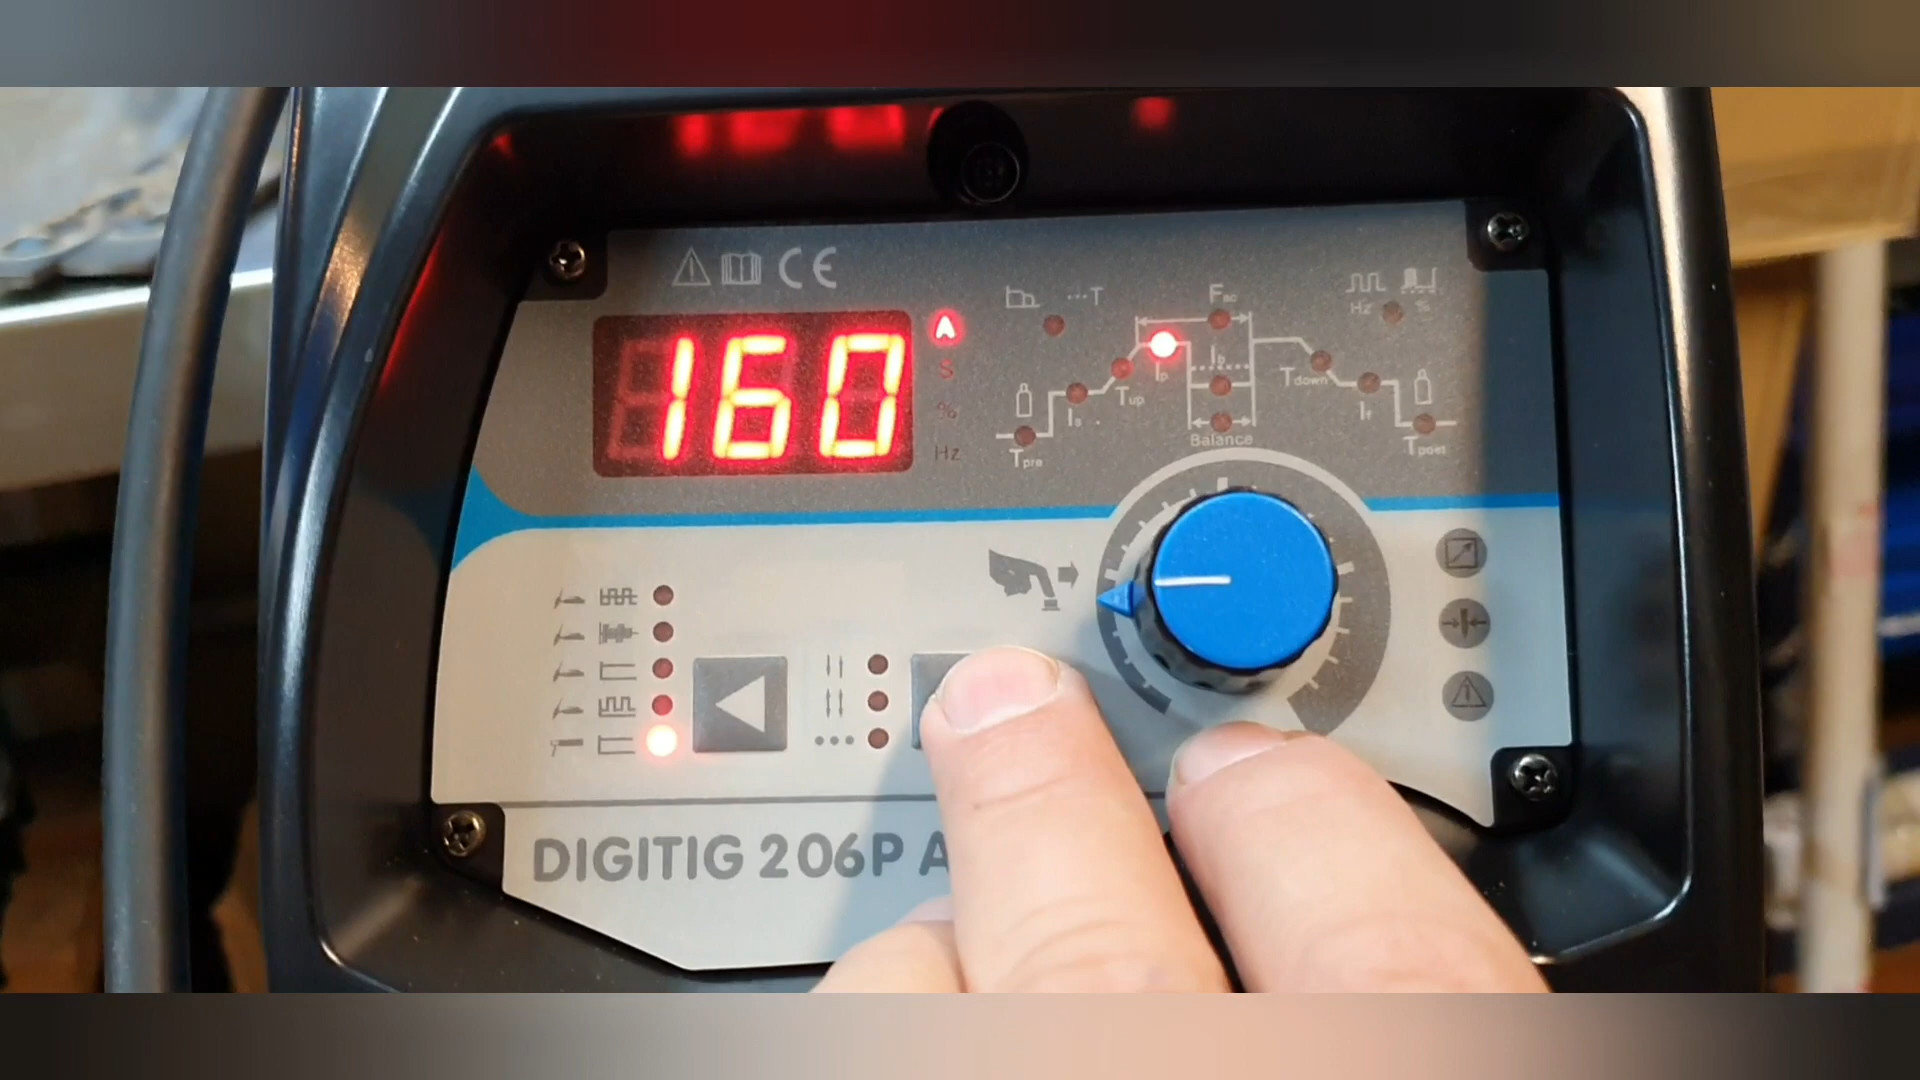 CE
160
A
S
%
Hz
...T
Fac
Hz
%
Ip
Ib
Tup
Tdown
Is
If
Tpre
Balance
Tpost
DIGITIG 206P A